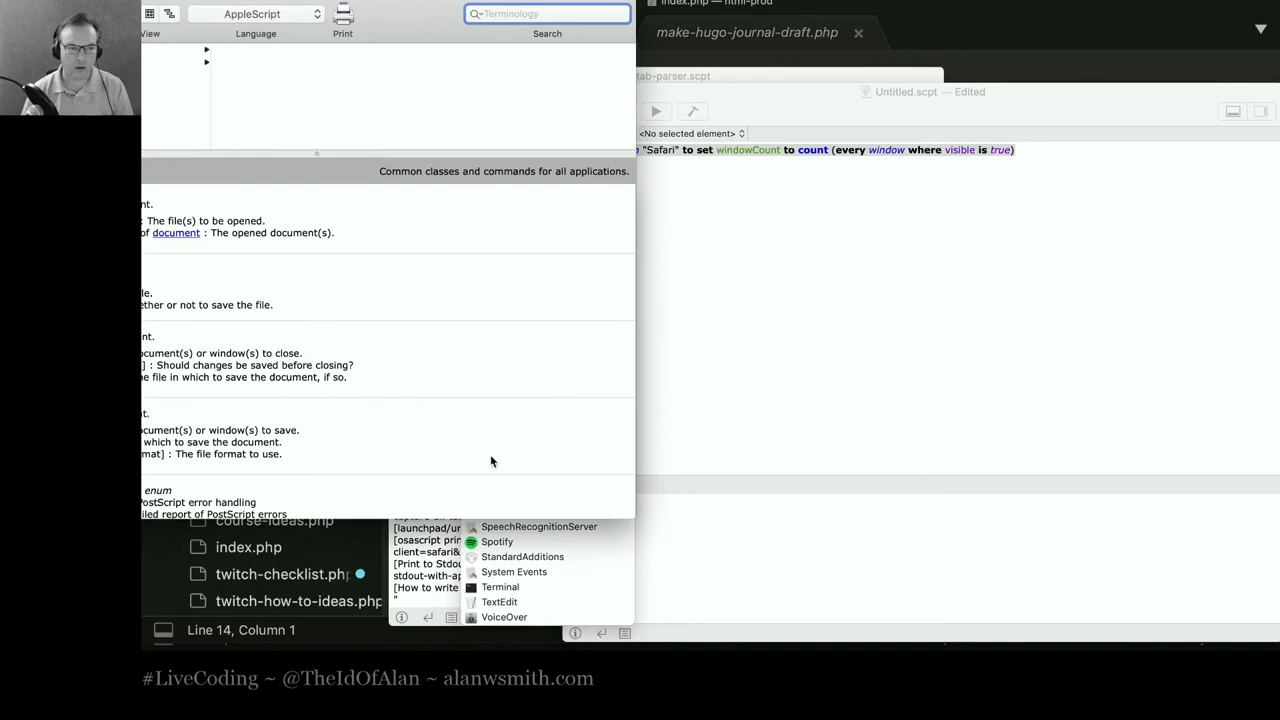 View
AppleScript
Language
Print
Terminology
Search
index.php — html-prod
make-hugo-journal-draft.php
tab-parser.scpt
Untitled.scpt — Edited
<No selected element>
"Safari" to set windowCount to count (every window where visible is true)
Common classes and commands for all applications.
nt.
: The file(s) to be opened.
of document : The opened document(s).
le.
ether or not to save the file.
nt.
ocument(s) or window(s) to close.
] : Should changes be saved before closing?
he file in which to save the document, if so.
t.
ocument(s) or window(s) to save.
which to save the document.
mat] : The file format to use.
enum
PostScript error handling
iled report of PostScript errors
course-ideas.php
index.php
twitch-checklist.php
twitch-how-to-ideas.php
Line 14, Column 1
[launchpad/ur
[osascript prin
client=safari&
[Print to Stdou
stdout-with-ap
[How to write
"
SpeechRecognitionServer
Spotify
StandardAdditions
System Events
Terminal
TextEdit
VoiceOver
#LiveCoding ~ @TheIdOfAlan ~ alanwsmith.com